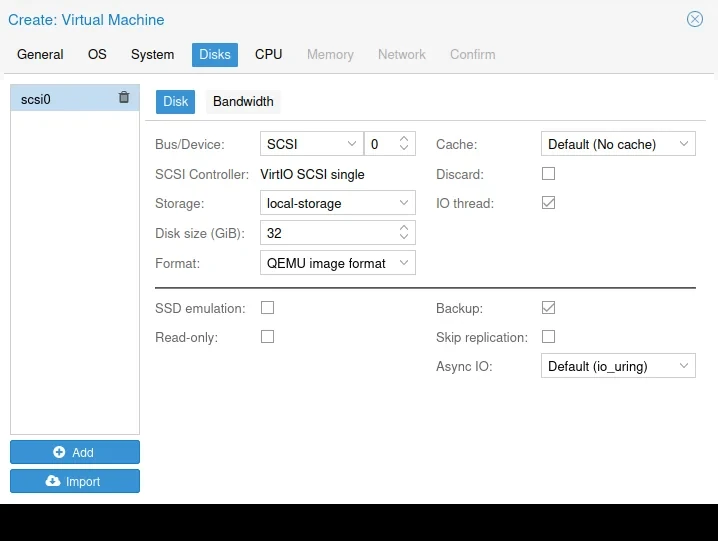 Create: Virtual Machine
General OS System Disks CPU Memory Network Confirm
scsi0
Disk Bandwidth
Bus/Device: SCSI 0 Cache: Default (No cache)
SCSI Controller: VirtIO SCSI single Discard:
Storage: local-storage IO thread:
Disk size (GiB): 32
Format: QEMU image format
SSD emulation: Backup:
Read-only: Skip replication:
Async IO: Default (io_uring)
Add
Import